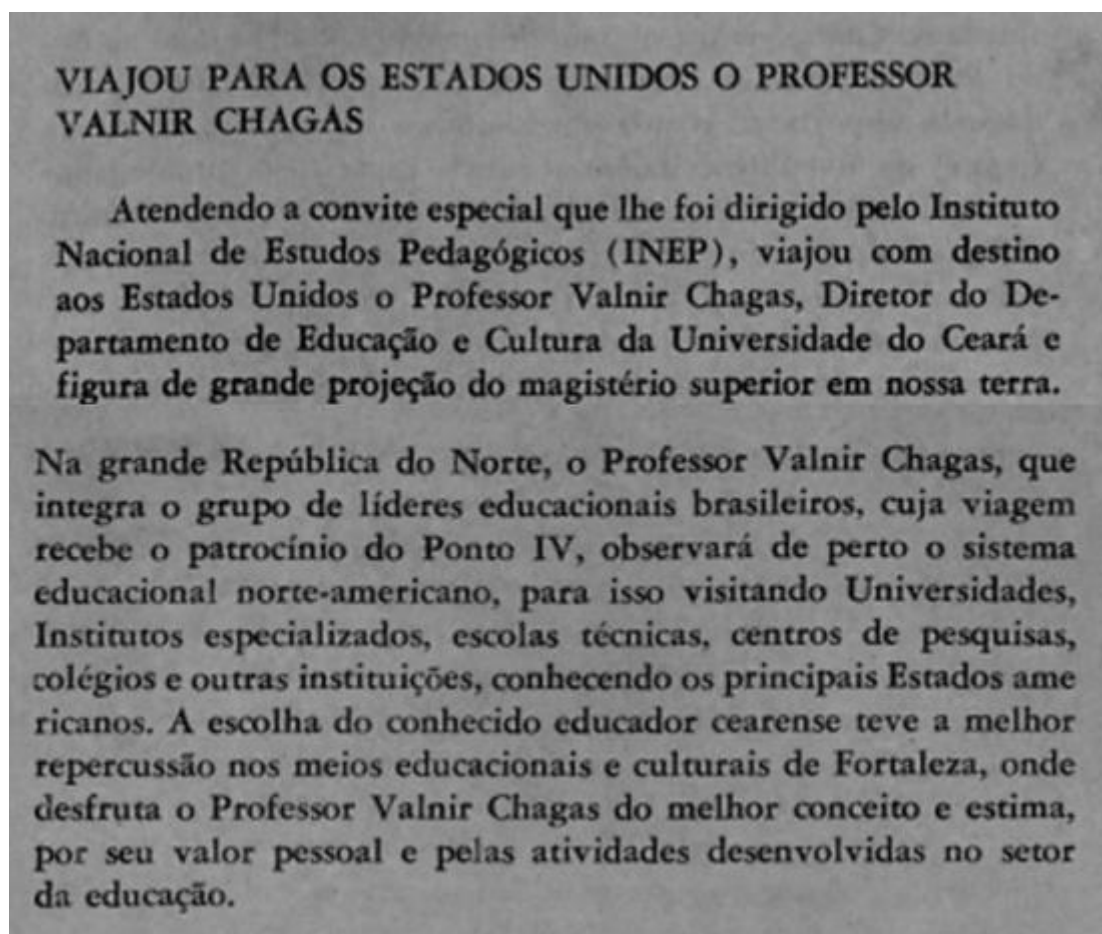 VIAJOU PARA OS ESTADOS UNIDOS O PROFESSOR
VALNIR CHAGAS
Atendendo a convite especial que lhe foi dirigido pelo Instituto
Nacional de Estudos Pedagógicos (INEP), viajou com destino
aos Estados Unidos o Professor Valnir Chagas, Diretor do De-
partamento de Educação e Cultura da Universidade do Ceará e
figura de grande projeção do magistério superior em nossa terra.
Na grande República do Norte, o Professor Valnir Chagas, que
integra o grupo de líderes educacionais brasileiros, cuja viagem
recebe o patrocínio do Ponto IV, observará de perto o sistema
educacional norte-americano, para isso visitando Universidades,
Institutos especializados, escolas técnicas, centros de pesquisas,
colégios e outras instituições, conhecendo os principais Estados ame
ricanos. A escolha do conhecido educador cearense teve a melhor
repercussão nos meios educacionais e culturais de Fortaleza, onde
desfruta o Professor Valnir Chagas do melhor conceito e estima,
por seu valor pessoal e pelas atividades desenvolvidas no setor
da educação.